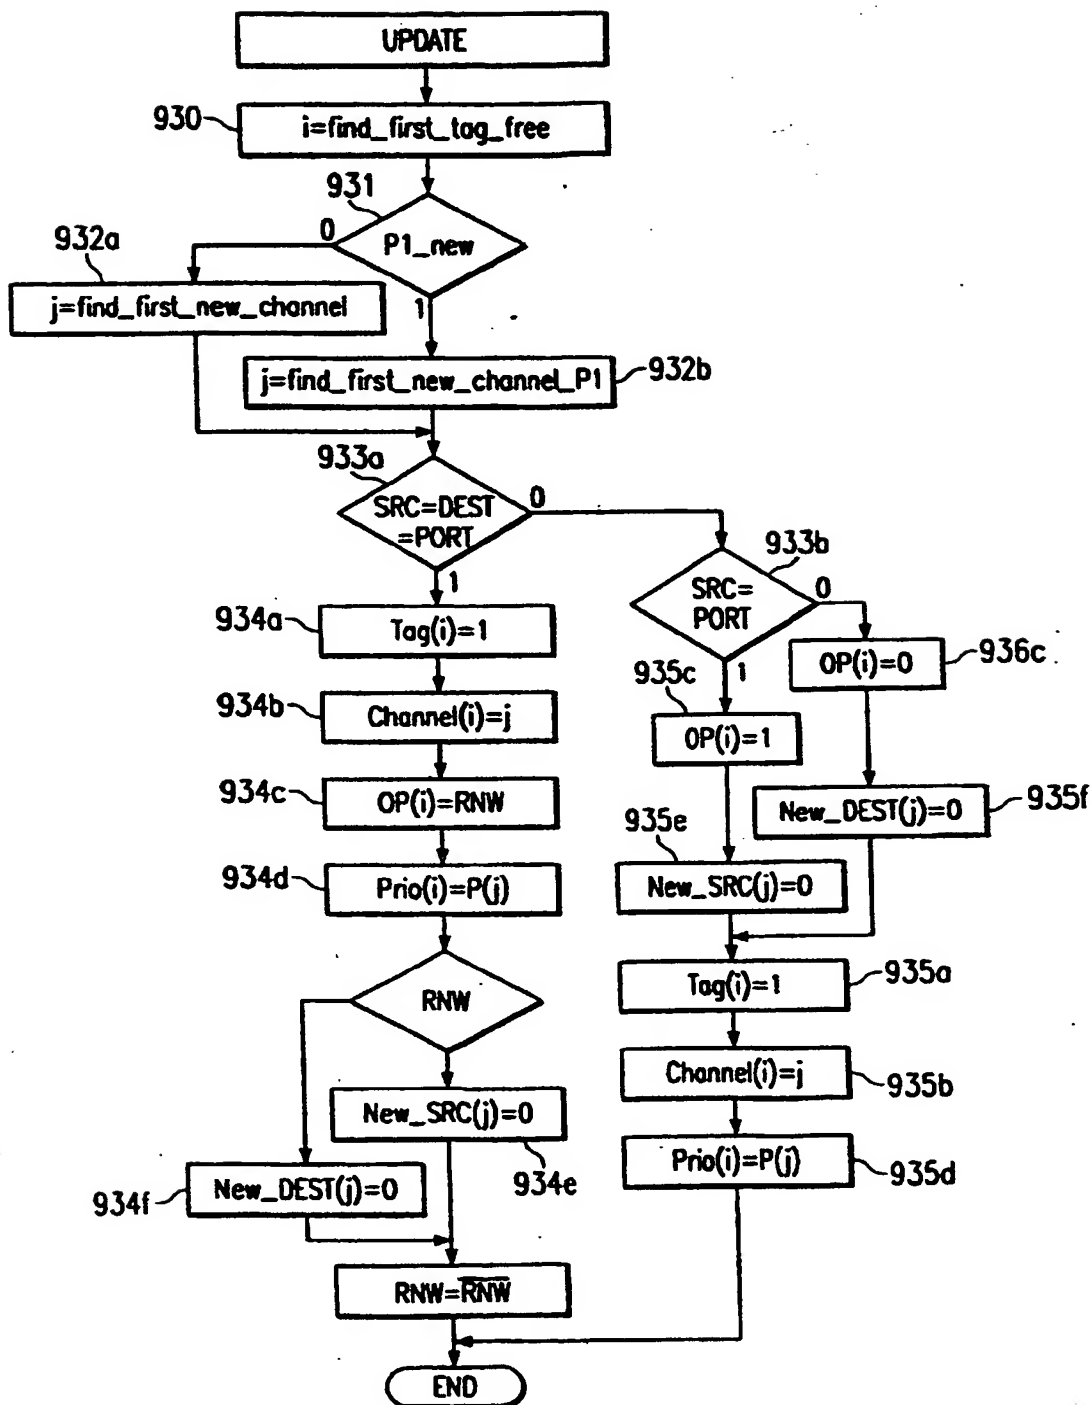 UPDATE
930
i=find_first_tag_free
931
P1_new
0
1
932a
j=find_first_new_channel
j=find_first_new_channel_P1
932b
933a
SRC=DEST
=PORT
0
1
933b
SRC=
PORT
0
1
934a
Tag(i)=1
934b
Channel(i)=j
934c
OP(i)=RNW
934d
Prio(i)=P(j)
RNW
New_SRC(j)=0
934e
934f
New_DEST(j)=0
RNW=R̅N̅W̅
935c
OP(i)=1
OP(i)=0
936c
935e
New_SRC(j)=0
New_DEST(j)=0
935f
Tag(i)=1
935a
Channel(i)=j
935b
Prio(i)=P(j)
935d
END